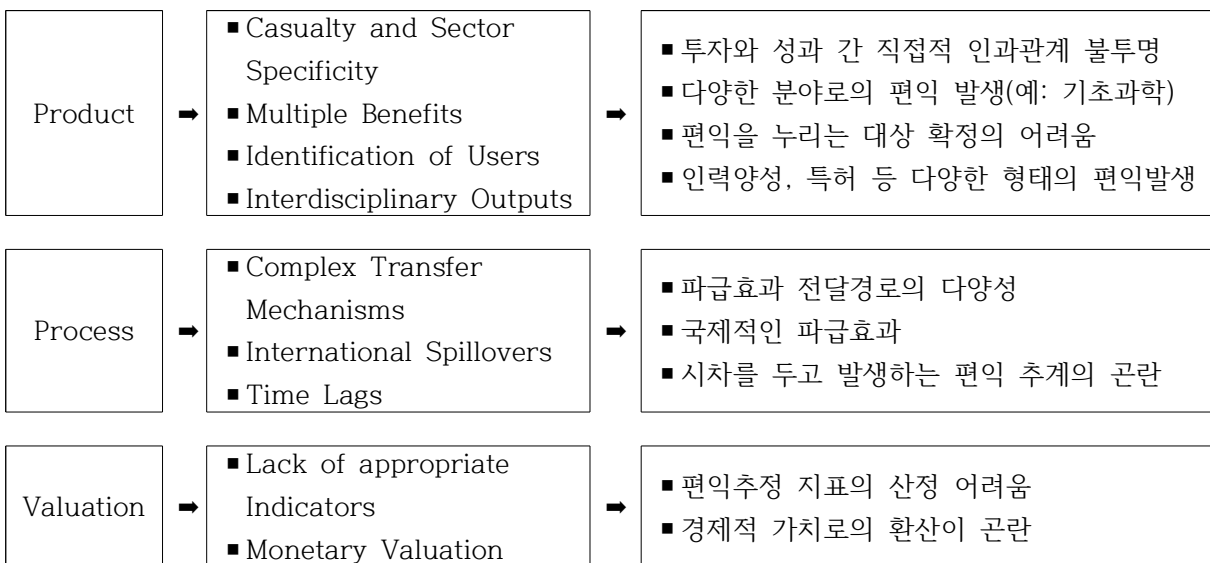 Product
➡
■ Casualty and Sector
Specificity
■ Multiple Benefits
■ Identification of Users
■ Interdisciplinary Outputs
➡
■ 투자와 성과 간 직접적 인과관계 불투명
■ 다양한 분야로의 편익 발생(예: 기초과학)
■ 편익을 누리는 대상 확정의 어려움
■ 인력양성, 특허 등 다양한 형태의 편익발생
Process
➡
■ Complex Transfer
Mechanisms
■ International Spillovers
■ Time Lags
➡
■ 파급효과 전달경로의 다양성
■ 국제적인 파급효과
■ 시차를 두고 발생하는 편익 추계의 곤란
Valuation
➡
■ Lack of appropriate
Indicators
■ Monetary Valuation
➡
■ 편익추정 지표의 산정 어려움
■ 경제적 가치로의 환산이 곤란